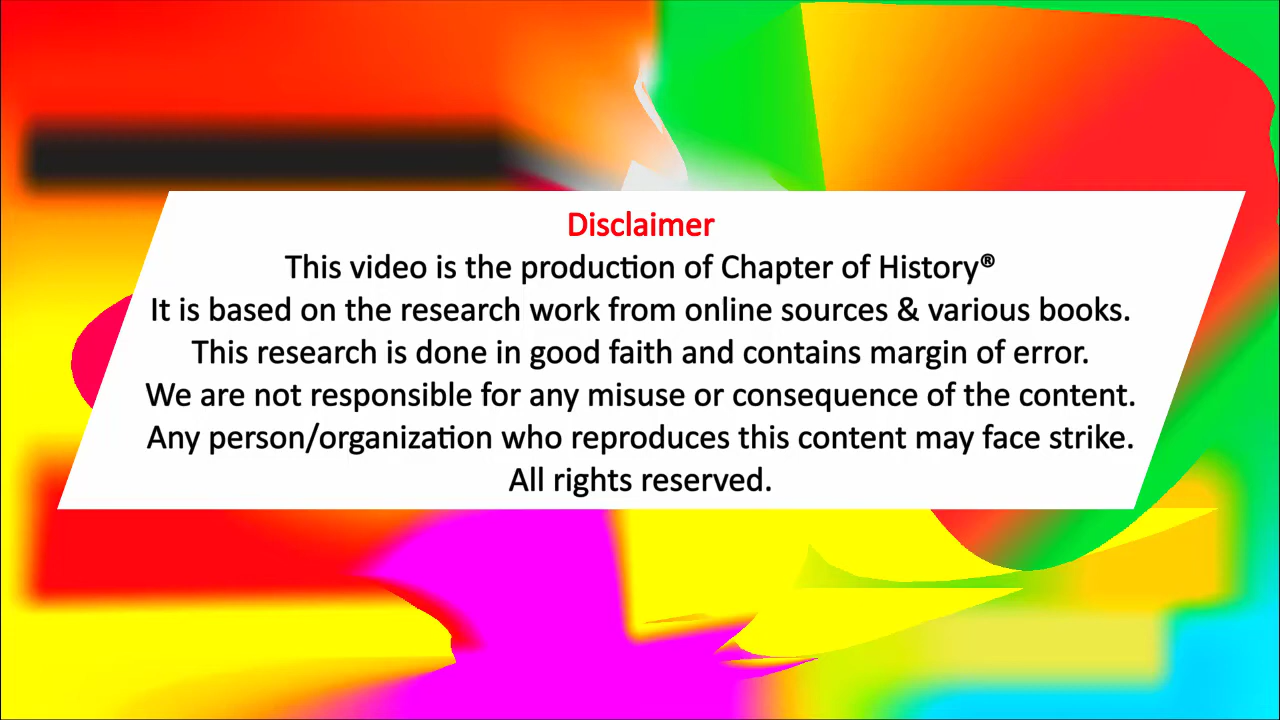 Disclaimer
This video is the production of Chapter of History®
It is based on the research work from online sources & various books.
This research is done in good faith and contains margin of error.
We are not responsible for any misuse or consequence of the content.
Any person/organization who reproduces this content may face strike.
All rights reserved.